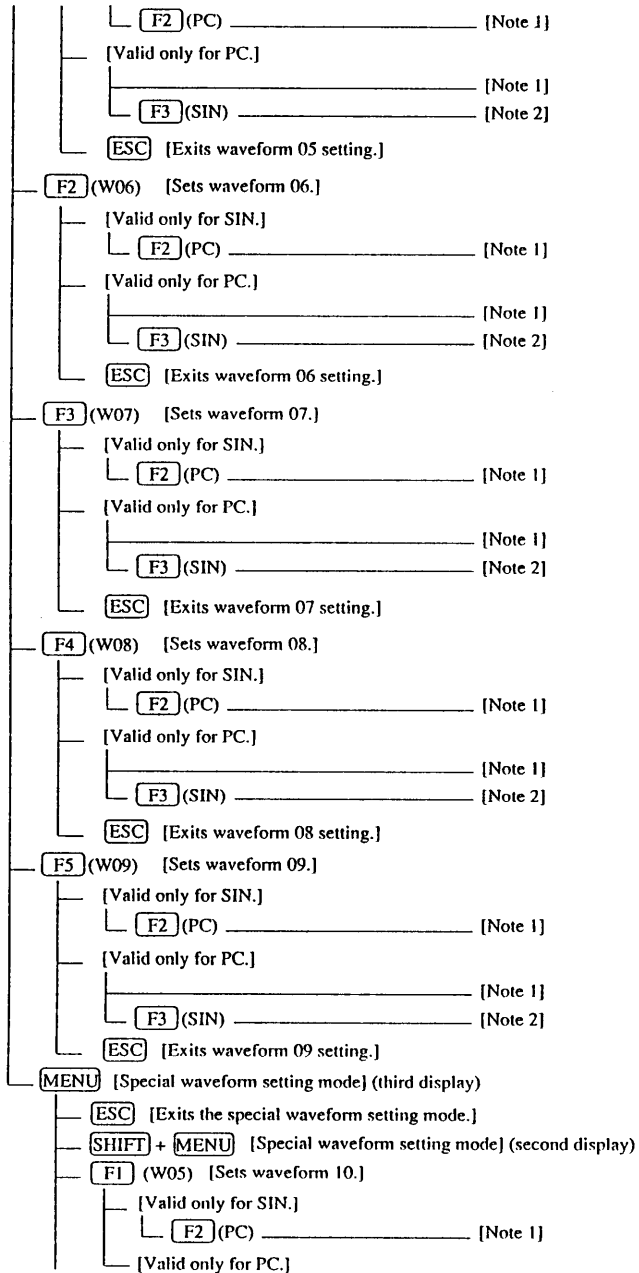 F2 (PC) [Note 1]
[Valid only for PC.]
[Note 1]
F3 (SIN) [Note 2]
ESC [Exits waveform 05 setting.]
F2 (W06) [Sets waveform 06.]
[Valid only for SIN.]
F2 (PC) [Note 1]
[Valid only for PC.]
[Note 1]
F3 (SIN) [Note 2]
ESC [Exits waveform 06 setting.]
F3 (W07) [Sets waveform 07.]
[Valid only for SIN.]
F2 (PC) [Note 1]
[Valid only for PC.]
[Note 1]
F3 (SIN) [Note 2]
ESC [Exits waveform 07 setting.]
F4 (W08) [Sets waveform 08.]
[Valid only for SIN.]
F2 (PC) [Note 1]
[Valid only for PC.]
[Note 1]
F3 (SIN) [Note 2]
ESC [Exits waveform 08 setting.]
F5 (W09) [Sets waveform 09.]
[Valid only for SIN.]
F2 (PC) [Note 1]
[Valid only for PC.]
[Note 1]
F3 (SIN) [Note 2]
ESC [Exits waveform 09 setting.]
MENU [Special waveform setting mode] (third display)
ESC [Exits the special waveform setting mode.]
SHIFT + MENU [Special waveform setting mode] (second display)
F1 (W05) [Sets waveform 10.]
[Valid only for SIN.]
F2 (PC) [Note 1]
[Valid only for PC.]